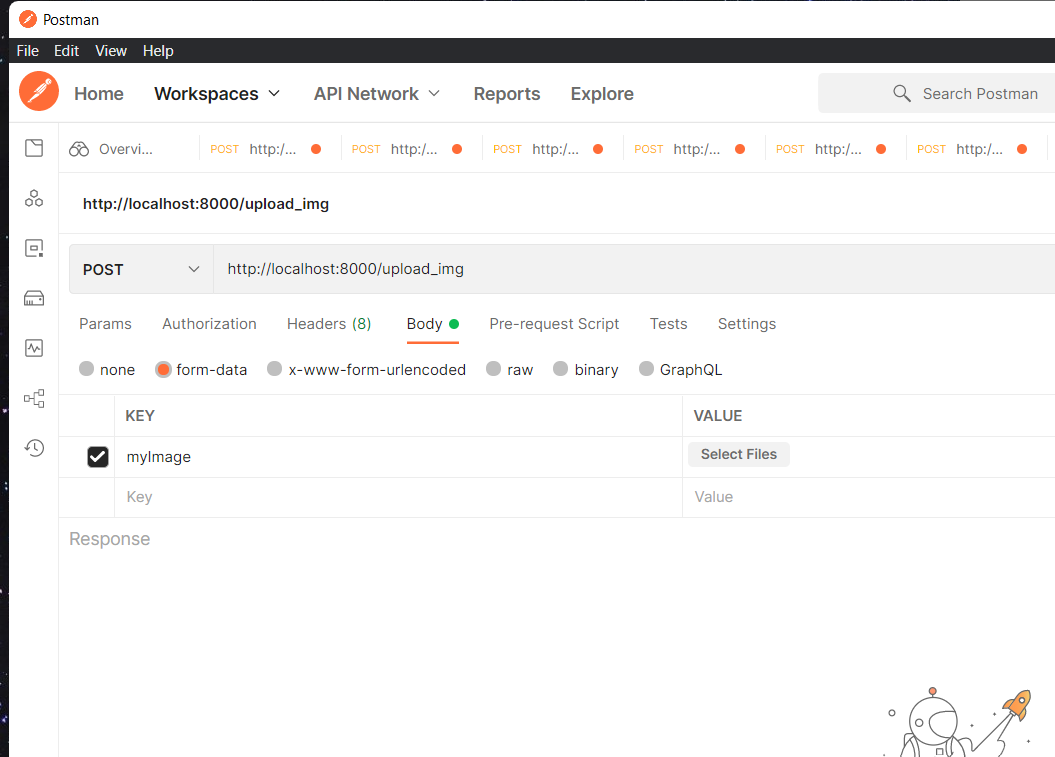 Postman
File Edit View Help
Home Workspaces API Network Reports Explore Search Postman
Overvi... POST http:/... POST http:/... POST http:/... POST http:/... POST http:/... POST http:/...
http://localhost:8000/upload_img
POST http://localhost:8000/upload_img
Params Authorization Headers (8) Body Pre-request Script Tests Settings
none form-data x-www-form-urlencoded raw binary GraphQL
KEY VALUE
myImage Select Files
Key Value
Response